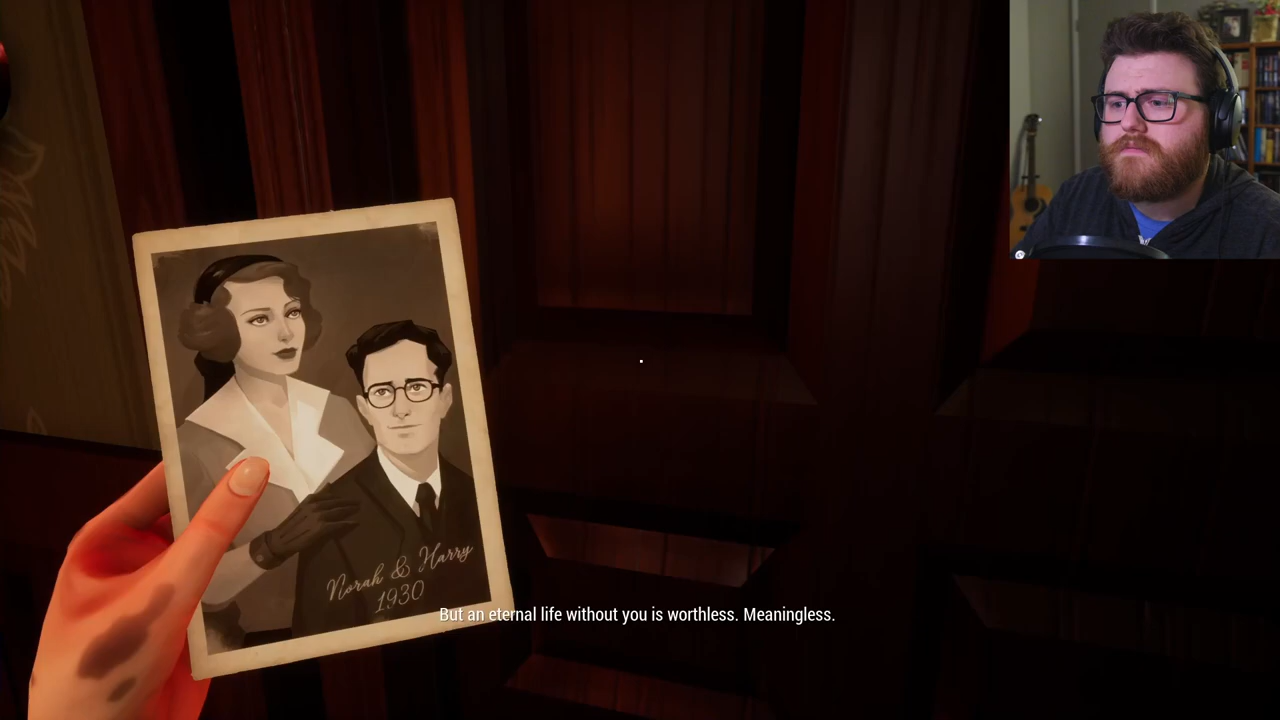 Norah & Harry
1930
But an eternal life without you is worthless. Meaningless.